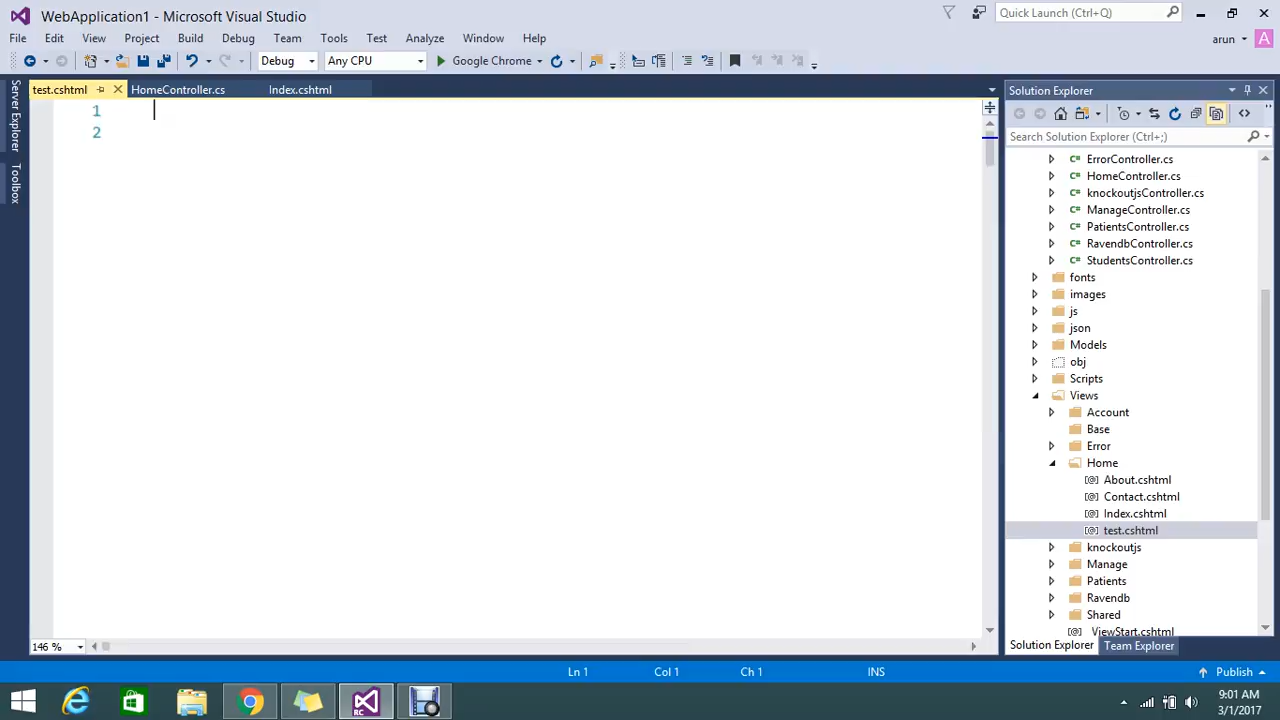 WebApplication1 - Microsoft Visual Studio
Quick Launch (Ctrl+Q)
File Edit View Project Build Debug Team Tools Test Analyze Window Help
arun A
Debug Any CPU Google Chrome
test.cshtml HomeController.cs Index.cshtml
Server Explorer
Toolbox
1
2
Solution Explorer
Search Solution Explorer (Ctrl+;)
C# ErrorController.cs
C# HomeController.cs
C# knockoutjsController.cs
C# ManageController.cs
C# PatientsController.cs
C# RavendbController.cs
C# StudentsController.cs
fonts
images
js
json
Models
obj
Scripts
Views
Account
Base
Error
Home
[@] About.cshtml
[@] Contact.cshtml
[@] Index.cshtml
[@] test.cshtml
knockoutjs
Manage
Patients
Ravendb
Shared
ViewStart.cshtml
146 %
Solution Explorer Team Explorer
Ln 1 Col 1 Ch 1 INS Publish
RC
9:01 AM
3/1/2017